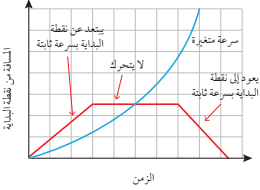 يبتعد عن نقطة
البداية بسرعة ثابتة
سرعة متغيرة
لا يتحرك
يعود إلى نقطة
البداية بسرعة ثابتة
المسافة من نقطة البداية
الزمن